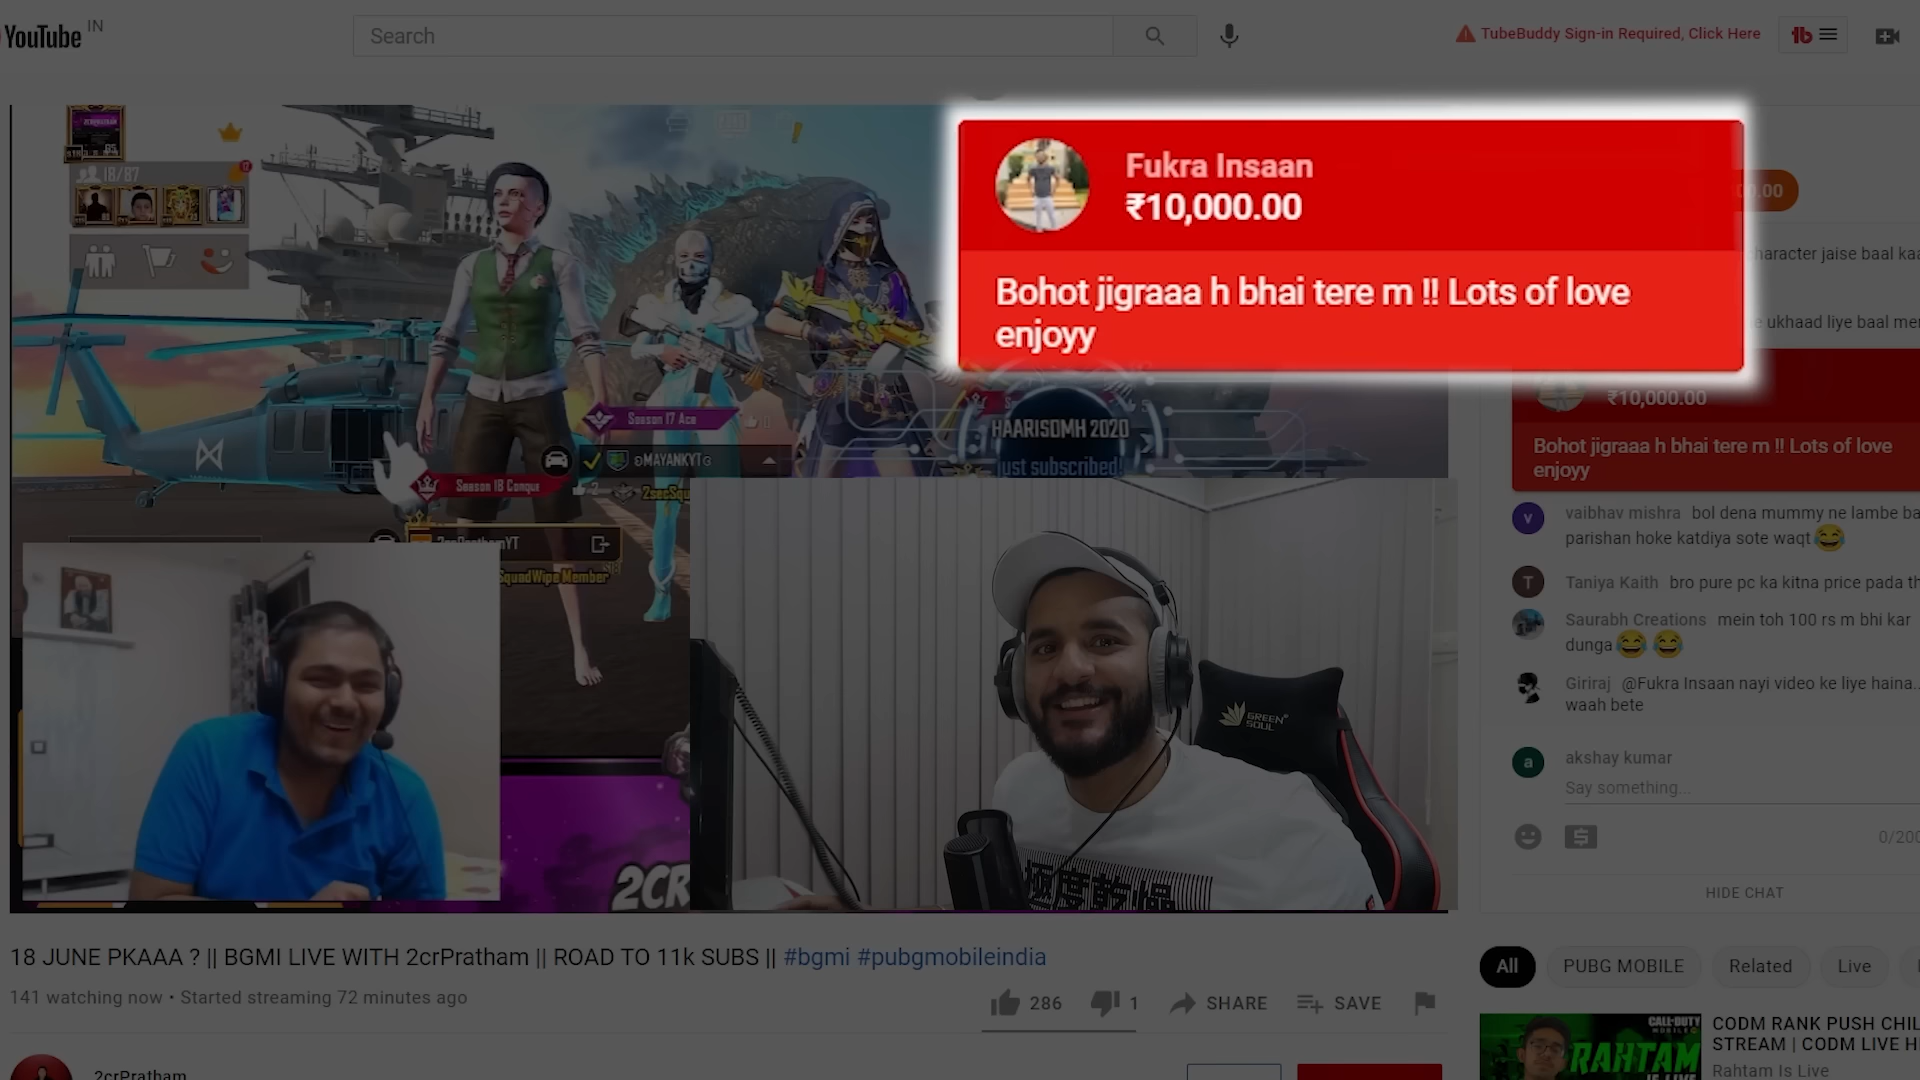 YouTube IN
Search
TubeBuddy Sign-in Required, Click Here
18/87
Fukra Insaan
₹10,000.00
Bohot jigraaa h bhai tere m !! Lots of love
enjoyy
haracter jaise baal
ukhaad liye baal
₹10,000.00
Bohot jigraaa h bhai tere m !! Lots of love
enjoyy
Season 17 Ace
MAYANKYT
Season 18 Conque
HAARISOMH 2020
just subscribed!
SquadWipe Member
GREEN
SOUL
2CR
vaibhav mishra bol dena mummy ne lambe ba
parishan hoke katdiya sote waqt😂
Taniya Kaith bro pure pc ka kitna price pada th
Saurabh Creations mein toh 100 rs m bhi kar
dunga😂 😂
Giriraj @Fukra Insaan nayi video ke liye haina...
waah bete
akshay kumar
Say something...
0/200
HIDE CHAT
18 JUNE PKAAA ? || BGMI LIVE WITH 2crPratham || ROAD TO 11k SUBS || #bgmi #pubgmobileindia
141 watching now • Started streaming 72 minutes ago
286 1 SHARE SAVE
2crPratham
All PUBG MOBILE Related Live
CALL·DUTY
MOBILE
RAHTAM
IS LIVE
CODM RANK PUSH CHIL
STREAM | CODM LIVE H
Rahtam Is Live